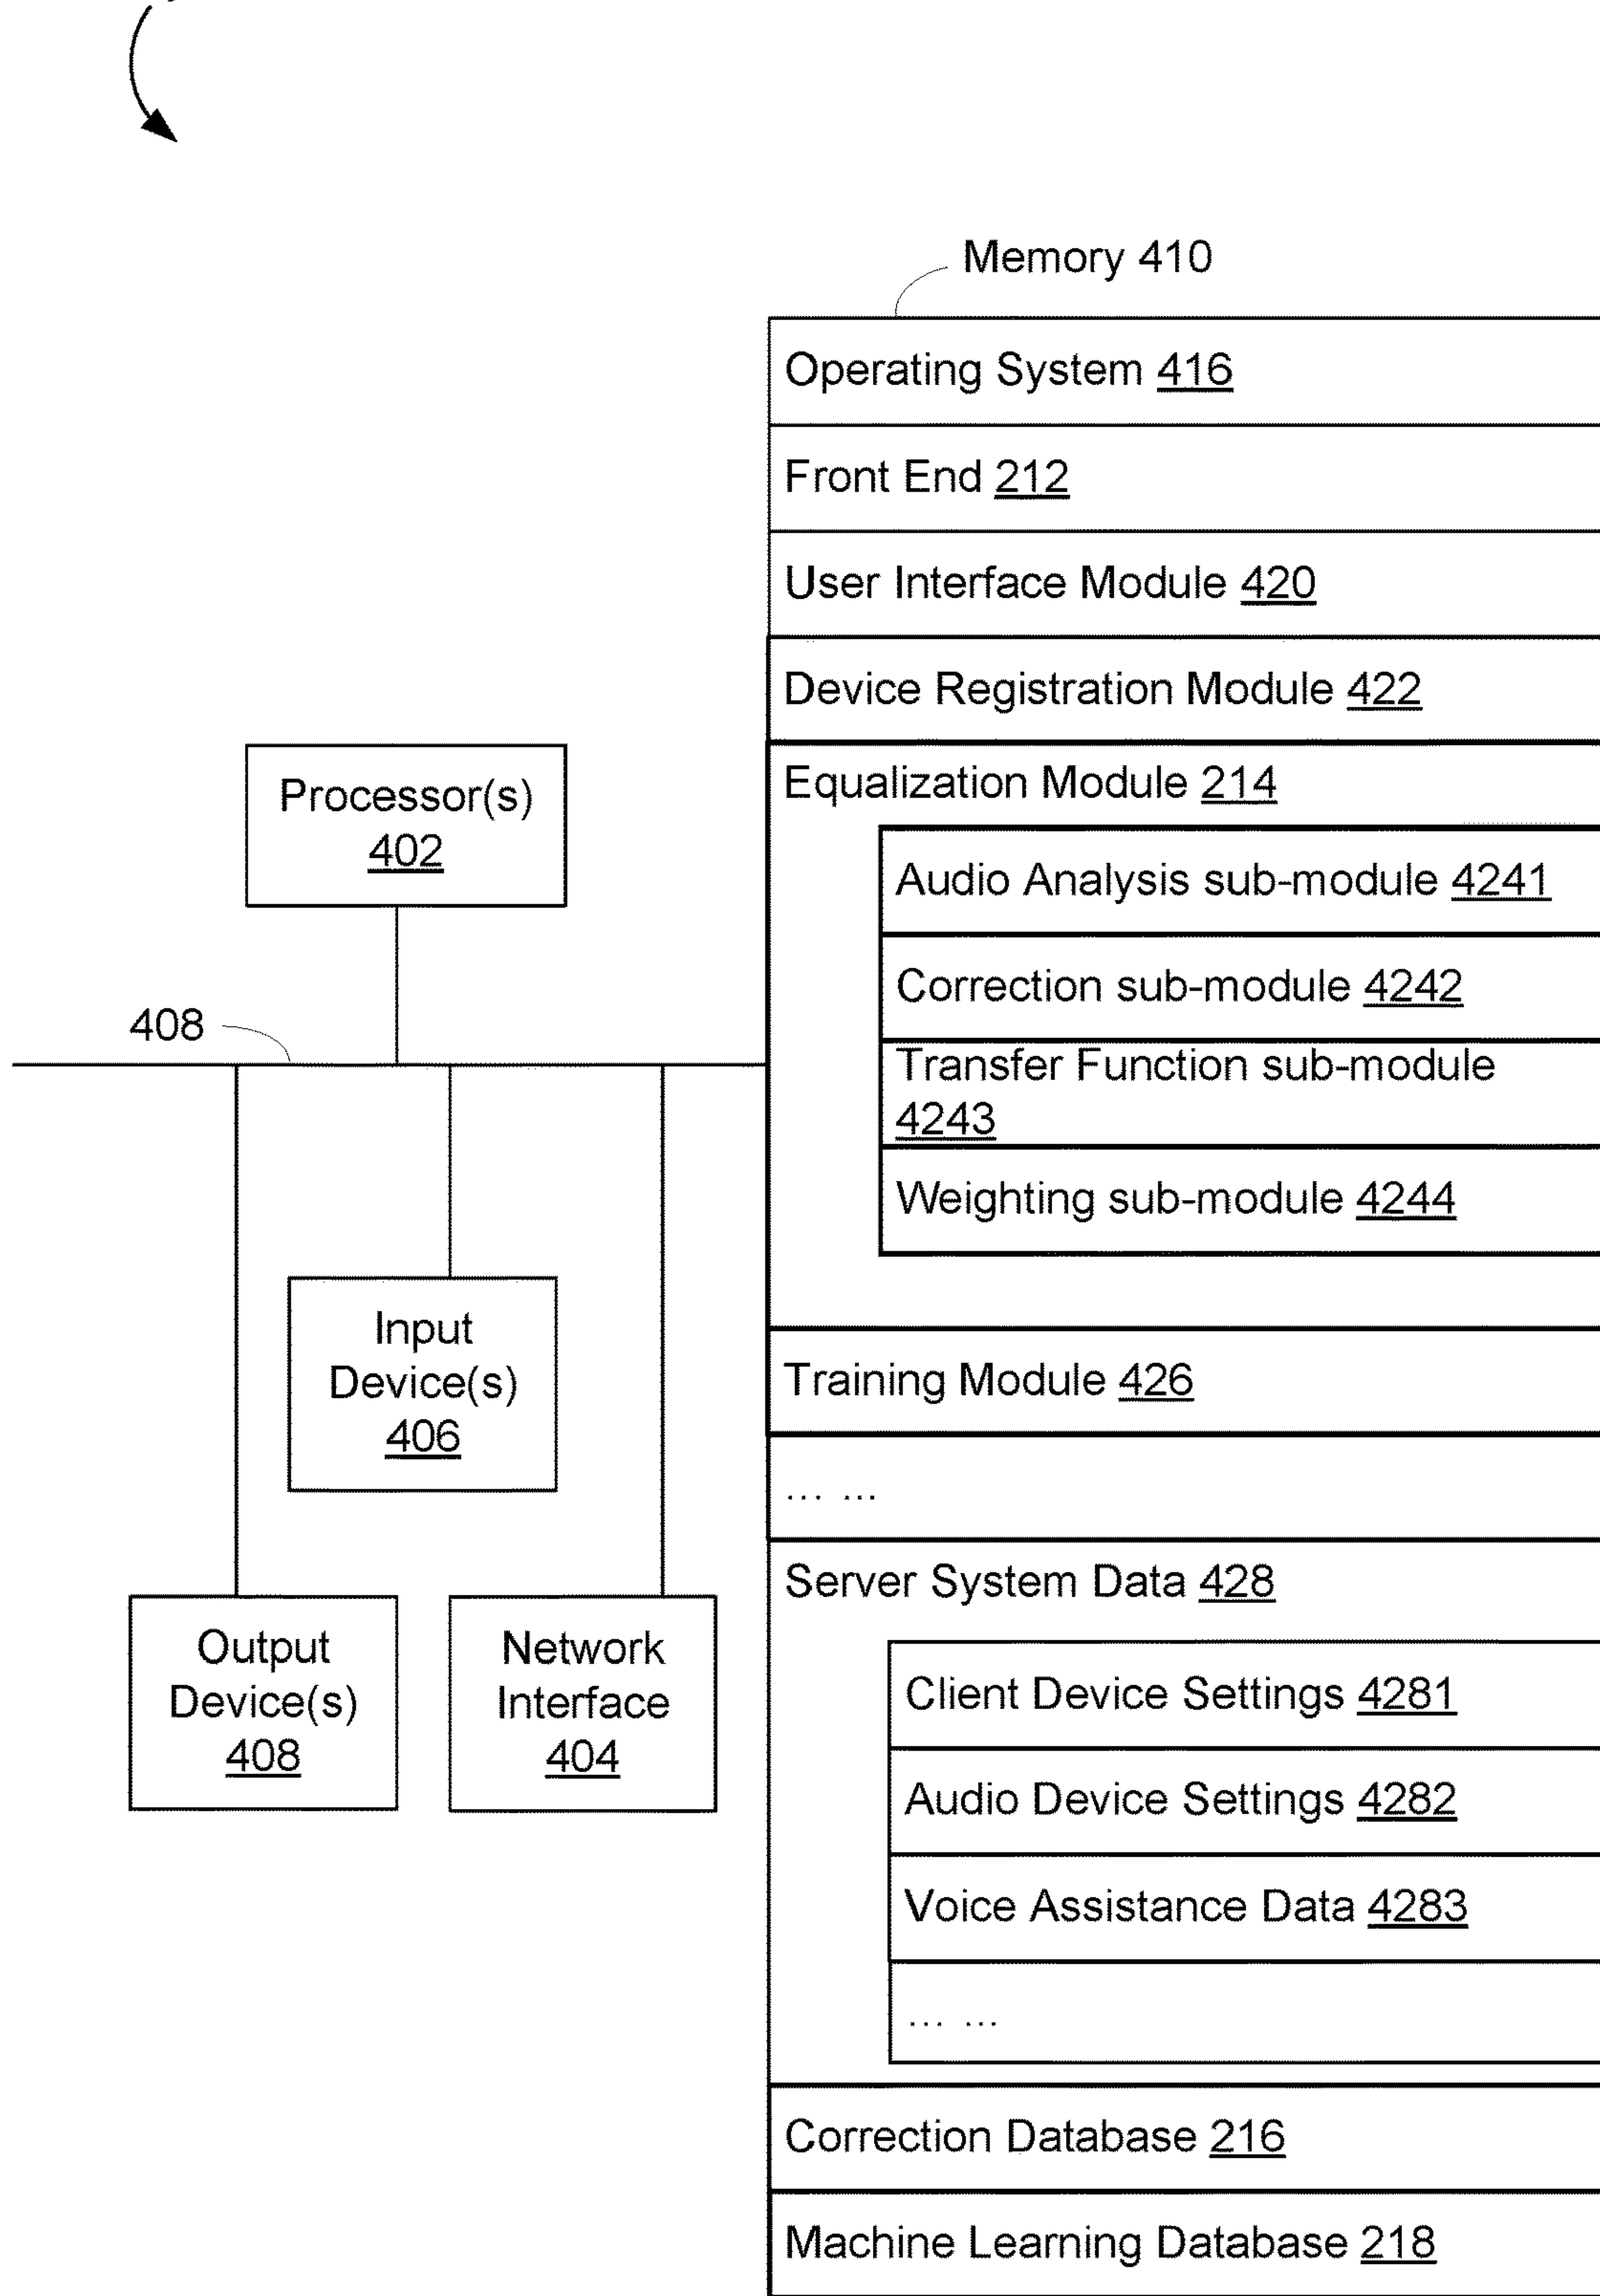 Memory 410
Operating System 416
Front End 212
User Interface Module 420
Device Registration Module 422
Equalization Module 214
Audio Analysis sub-module 4241
Correction sub-module 4242
Transfer Function sub-module
4243
Weighting sub-module 4244
Training Module 426
... ...
Server System Data 428
Client Device Settings 4281
Audio Device Settings 4282
Voice Assistance Data 4283
... ...
Correction Database 216
Machine Learning Database 218
Processor(s)
402
408
Input
Device(s)
406
Output
Device(s)
408
Network
Interface
404